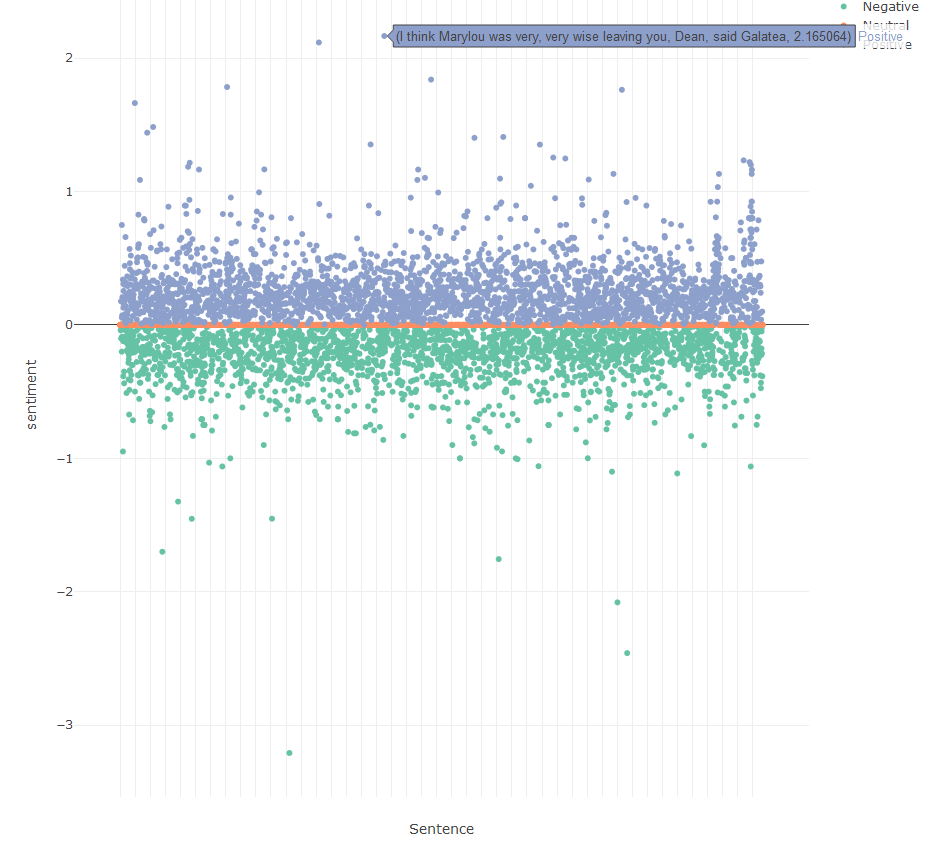 Negative
Neutral
Positive
(I think Marylou was very, very wise leaving you, Dean, said Galatea, 2.165064) Positive
2
1
0
−1
−2
−3
sentiment
Sentence